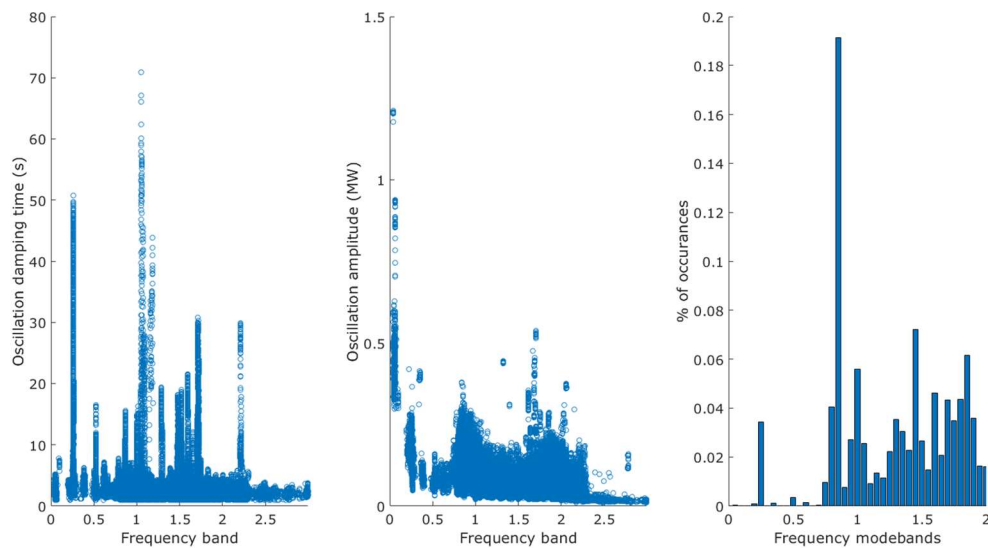 80
70
60
50
40
30
20
10
0
Oscillation damping time (s)
0 0.5 1 1.5 2 2.5
Frequency band
1.5
1
0.5
0
Oscillation amplitude (MW)
0 0.5 1 1.5 2 2.5
Frequency band
0.2
0.18
0.16
0.14
0.12
0.1
0.08
0.06
0.04
0.02
0
% of occurances
0 0.5 1 1.5 2
Frequency modebands